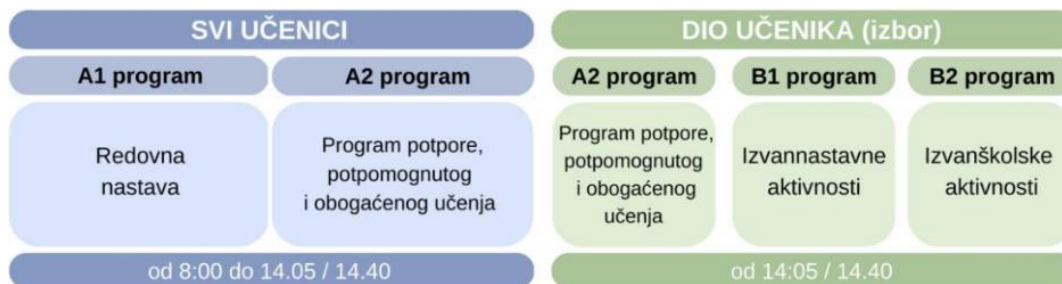 SVI UČENICI
A1 program
A2 program
Redovna
nastava
Program potpore,
potpomognutog
i obogaćenog učenja
od 8:00 do 14.05 / 14.40
DIO UČENIKA (izbor)
A2 program
B1 program
B2 program
Program potpore,
potpomognutog
i obogaćenog
učenja
Izvannastavne
aktivnosti
Izvanškolske
aktivnosti
od 14:05 / 14.40